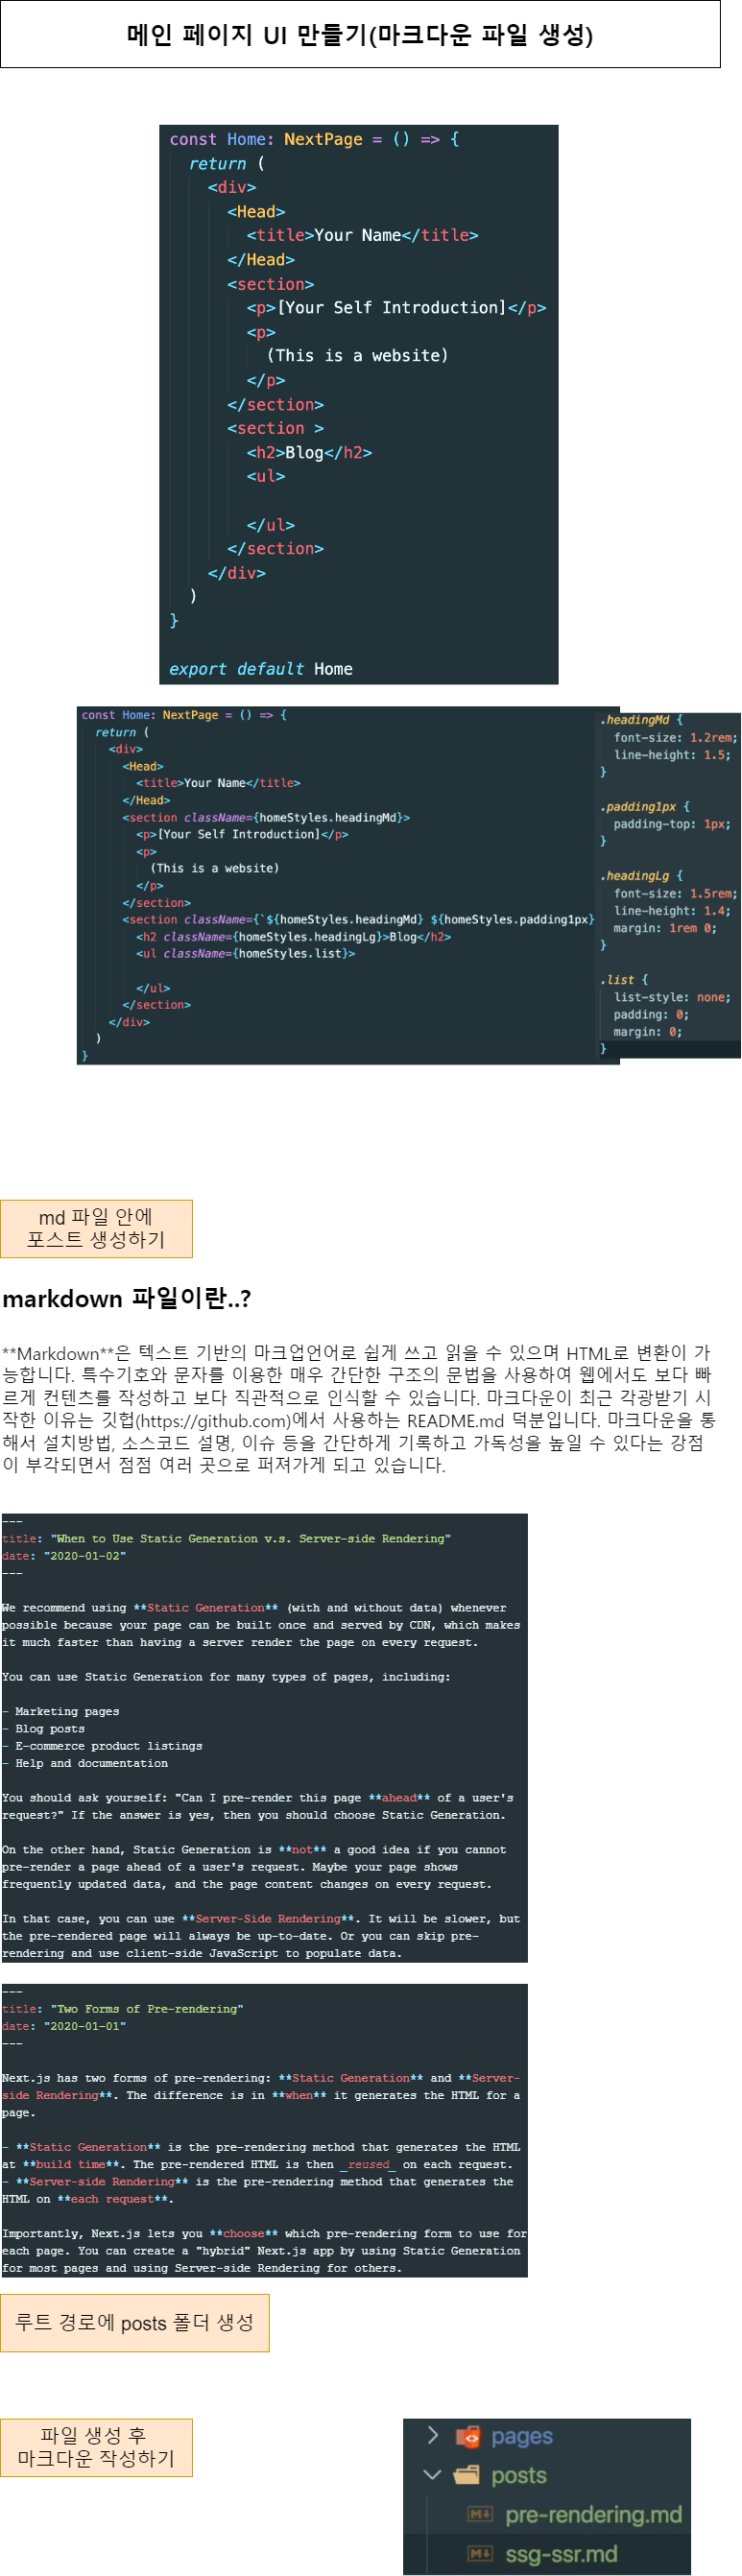 메인 페이지 UI 만들기(마크다운 파일 생성)
const Home: NextPage = () => {
return (
<div>
<Head>
<title>Your Name</title>
</Head>
<section>
<p>[Your Self Introduction]</p>
<p>
(This is a website)
</p>
</section>
<section >
<h2>Blog</h2>
<ul>
</ul>
</section>
</div>
)
}
export default Home
const Home: NextPage = () => {
return (
<div>
<Head>
<title>Your Name</title>
</Head>
<section className={homeStyles.headingMd}>
<p>[Your Self Introduction]</p>
<p>
(This is a website)
</p>
</section>
<section className={`${homeStyles.headingMd} ${homeStyles.padding1px}
<h2 className={homeStyles.headingLg}>Blog</h2>
<ul className={homeStyles.list}>
</ul>
</section>
</div>
)
}
.headingMd {
font-size: 1.2rem;
line-height: 1.5;
}
.padding1px {
padding-top: 1px;
}
.headingLg {
font-size: 1.5rem;
line-height: 1.4;
margin: 1rem 0;
}
.list {
list-style: none;
padding: 0;
margin: 0;
}
md 파일 안에
포스트 생성하기
markdown 파일이란..?
**Markdown**은 텍스트 기반의 마크업언어로 쉽게 쓰고 읽을 수 있으며 HTML로 변환이 가
능합니다. 특수기호와 문자를 이용한 매우 간단한 구조의 문법을 사용하여 웹에서도 보다 빠
르게 컨텐츠를 작성하고 보다 직관적으로 인식할 수 있습니다. 마크다운이 최근 각광받기 시
작한 이유는 깃헙(https://github.com)에서 사용하는 README.md 덕분입니다. 마크다운을 통
해서 설치방법, 소스코드 설명, 이슈 등을 간단하게 기록하고 가독성을 높일 수 있다는 강점
이 부각되면서 점점 여러 곳으로 퍼져가게 되고 있습니다.
---
title: "When to Use Static Generation v.s. Server-side Rendering"
date: "2020-01-02"
---
We recommend using **Static Generation** (with and without data) whenever
possible because your page can be built once and served by CDN, which makes
it much faster than having a server render the page on every request.
You can use Static Generation for many types of pages, including:
- Marketing pages
- Blog posts
- E-commerce product listings
- Help and documentation
You should ask yourself: "Can I pre-render this page **ahead** of a user's
request?" If the answer is yes, then you should choose Static Generation.
On the other hand, Static Generation is **not** a good idea if you cannot
pre-render a page ahead of a user's request. Maybe your page shows
frequently updated data, and the page content changes on every request.
In that case, you can use **Server-Side Rendering**. It will be slower, but
the pre-rendered page will always be up-to-date. Or you can skip pre-
rendering and use client-side JavaScript to populate data.
---
title: "Two Forms of Pre-rendering"
date: "2020-01-01"
---
Next.js has two forms of pre-rendering: **Static Generation** and **Server-
side Rendering**. The difference is in **when** it generates the HTML for a
page.
- **Static Generation** is the pre-rendering method that generates the HTML
at **build time**. The pre-rendered HTML is then _reused_ on each request.
- **Server-side Rendering** is the pre-rendering method that generates the
HTML on **each request**.
Importantly, Next.js lets you **choose** which pre-rendering form to use for
each page. You can create a "hybrid" Next.js app by using Static Generation
for most pages and using Server-side Rendering for others.
루트 경로에 posts 폴더 생성
파일 생성 후
마크다운 작성하기
pages
posts
pre-rendering.md
ssg-ssr.md